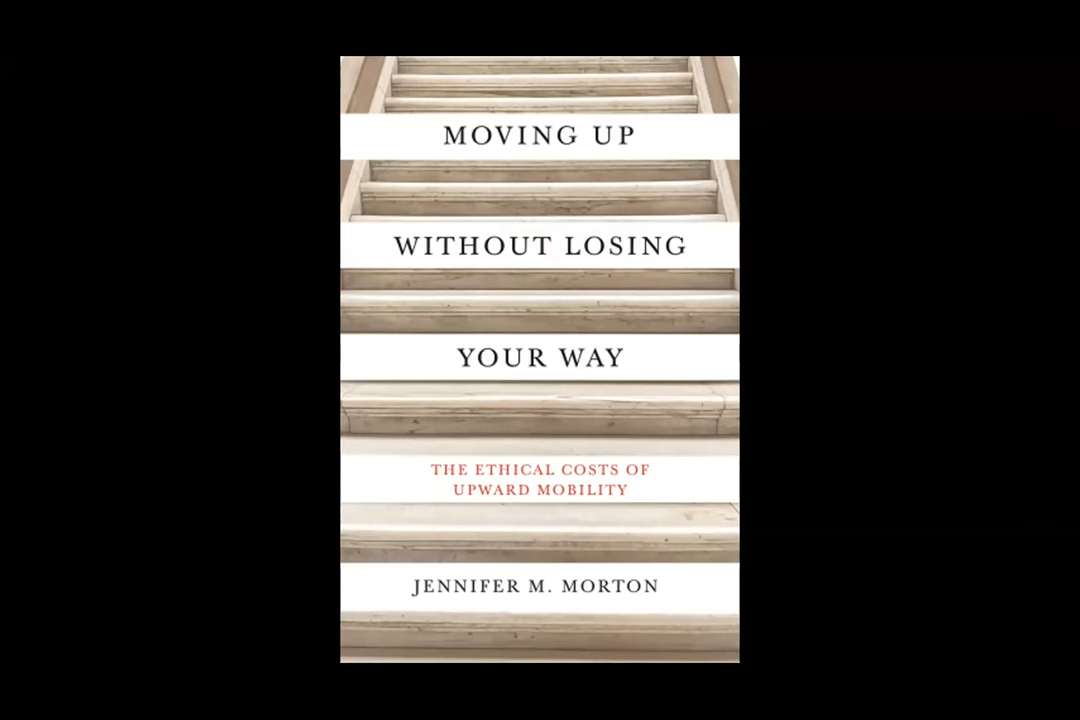 MOVING UP
WITHOUT LOSING
YOUR WAY
THE ETHICAL COSTS OF
UPWARD MOBILITY
JENNIFER M. MORTON